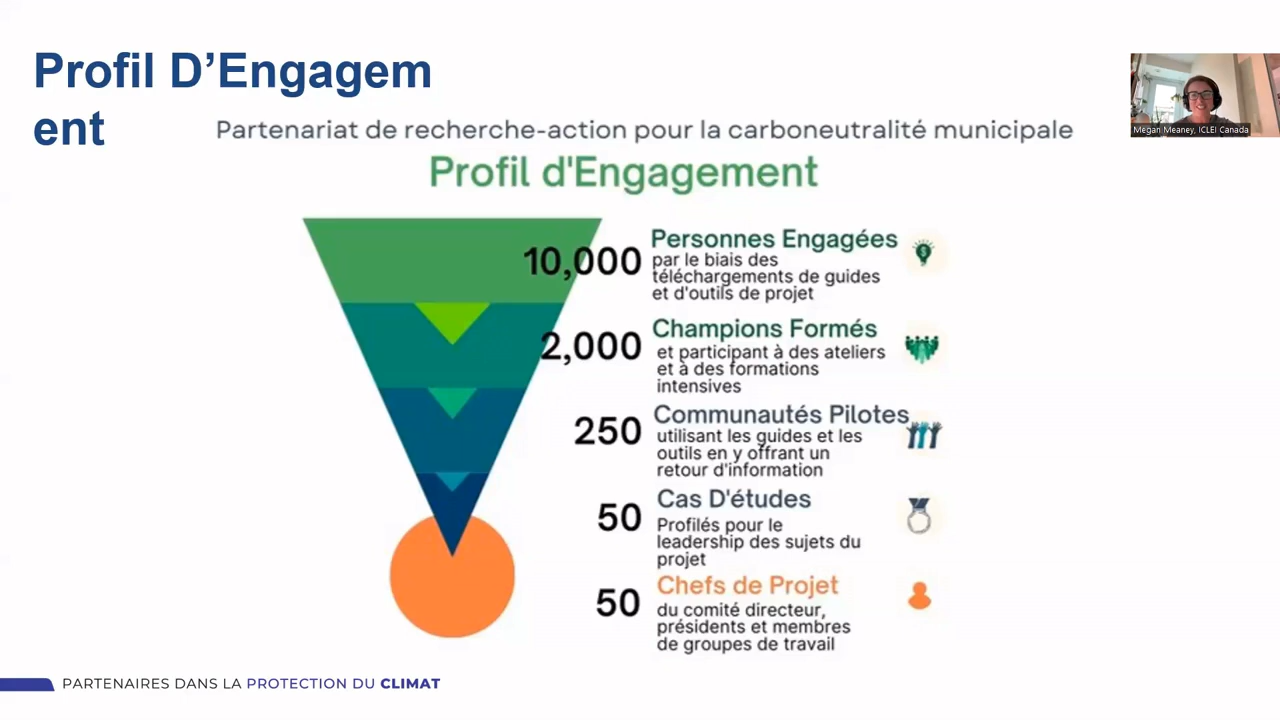 Profil D’Engagem
ent
Partenariat de recherche-action pour la carboneutralité municipale
Profil d'Engagement
10,000
Personnes Engagées
par le biais des
téléchargements de guides
et d'outils de projet
2,000
Champions Formés
et participant à des ateliers
et à des formations
intensives
250
Communautés Pilotes
utilisant les guides et les
outils en y offrant un
retour d'information
50
Cas D'études
Profilés pour le
leadership des sujets du
projet
50
Chefs de Projet
du comité directeur,
présidents et membres
de groupes de travail
Megan Meaney, ICLEI Canada
PARTENAIRES DANS LA PROTECTION DU CLIMAT